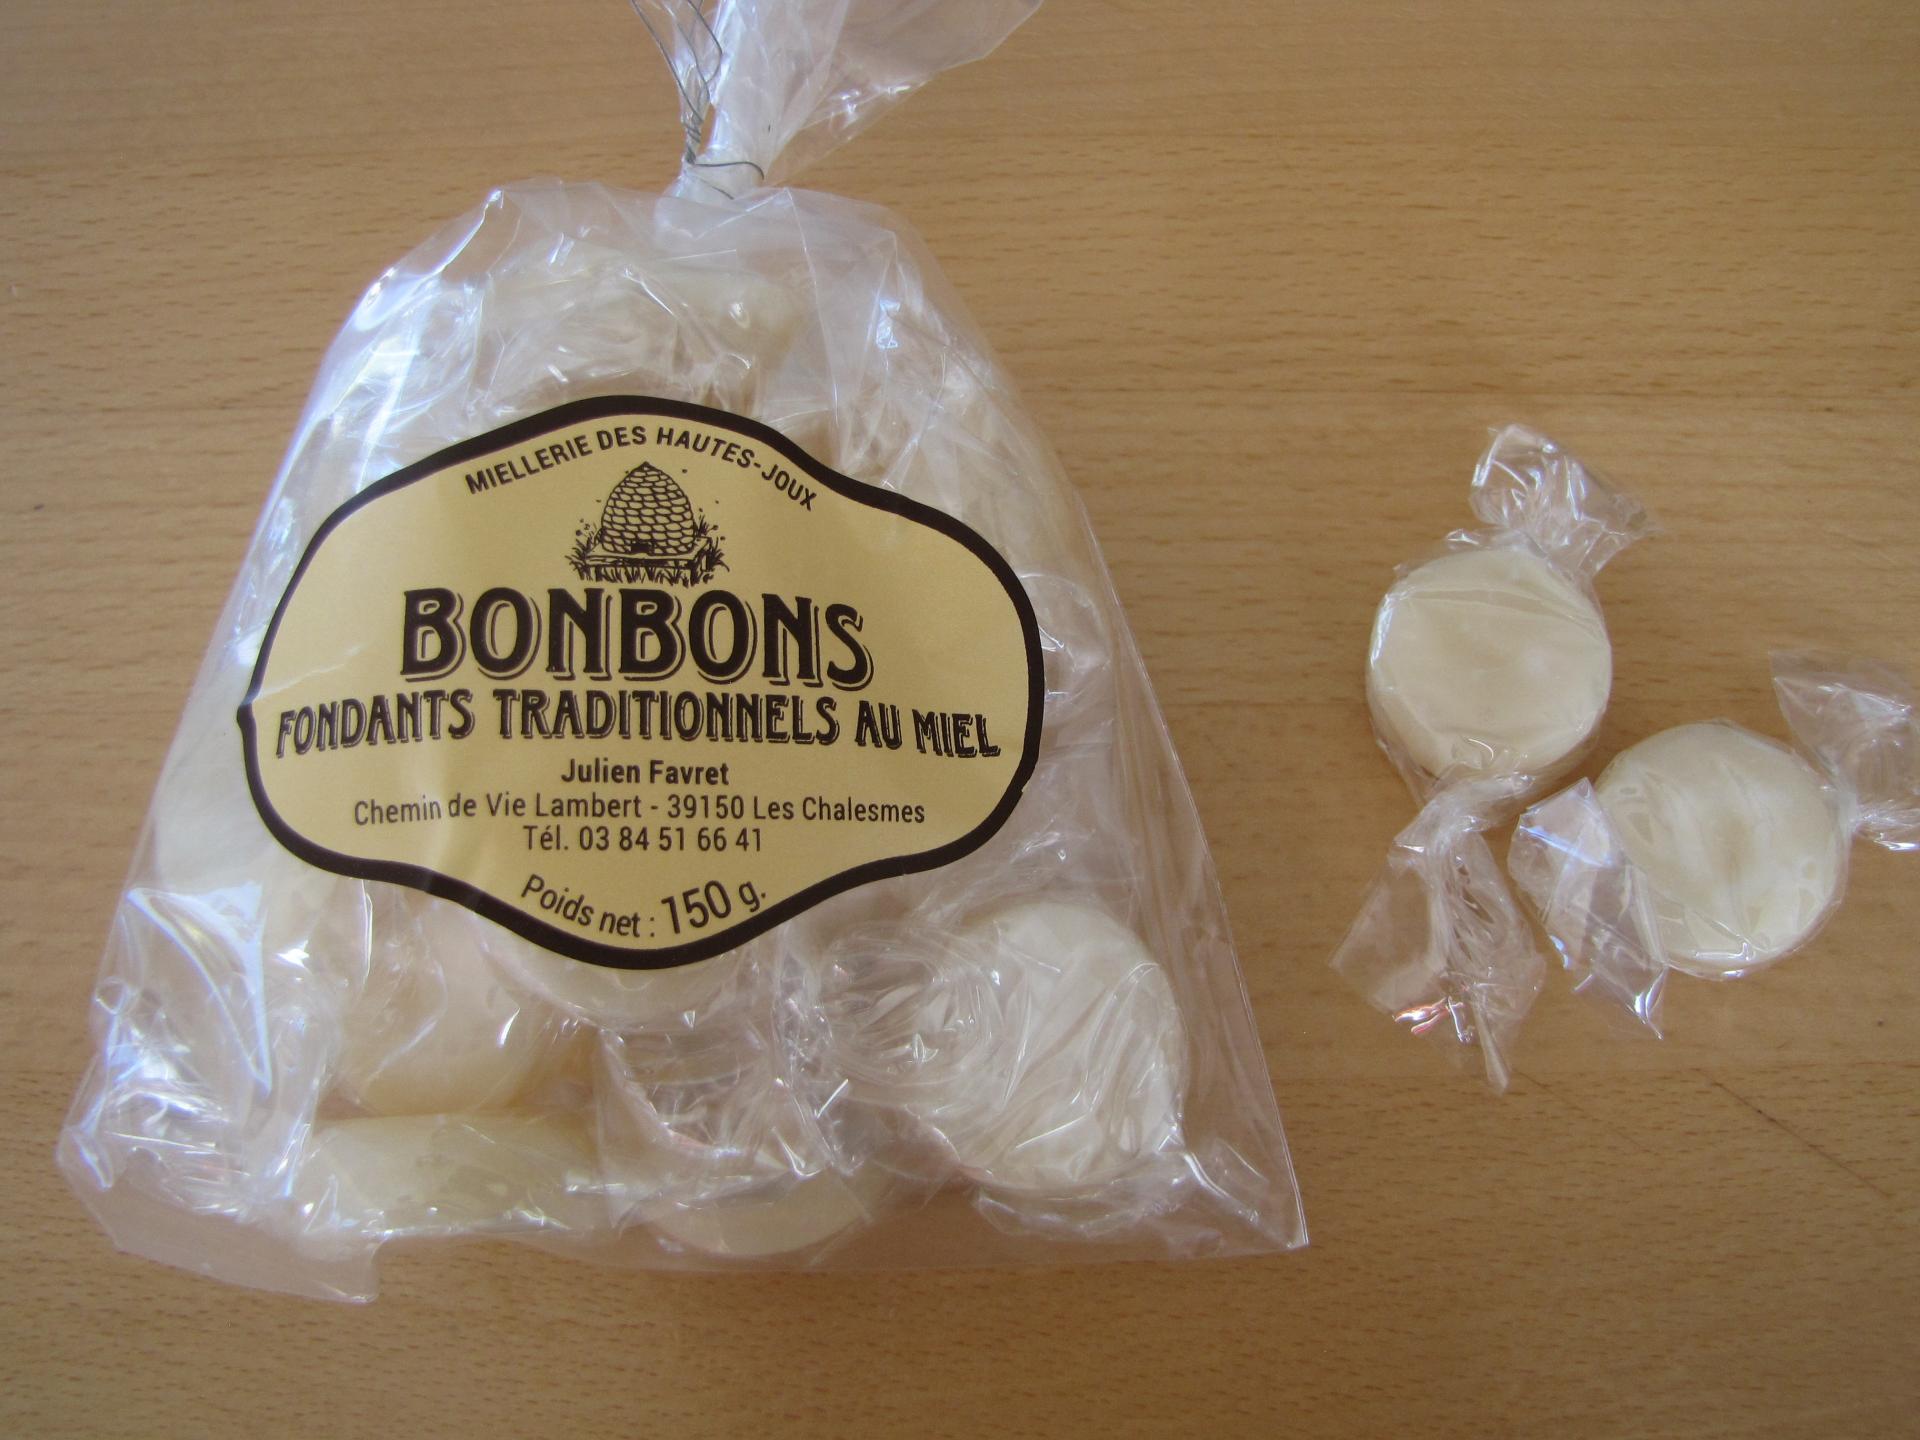 MIELLERIE DES HAUTES-JOUX
BONBONS
FONDANTS TRADITIONNELS AU MIEL
Julien Favret
Chemin de Vie Lambert - 39150 Les Chalesmes
Tél. 03 84 51 66 41
Poids net : 150 g.